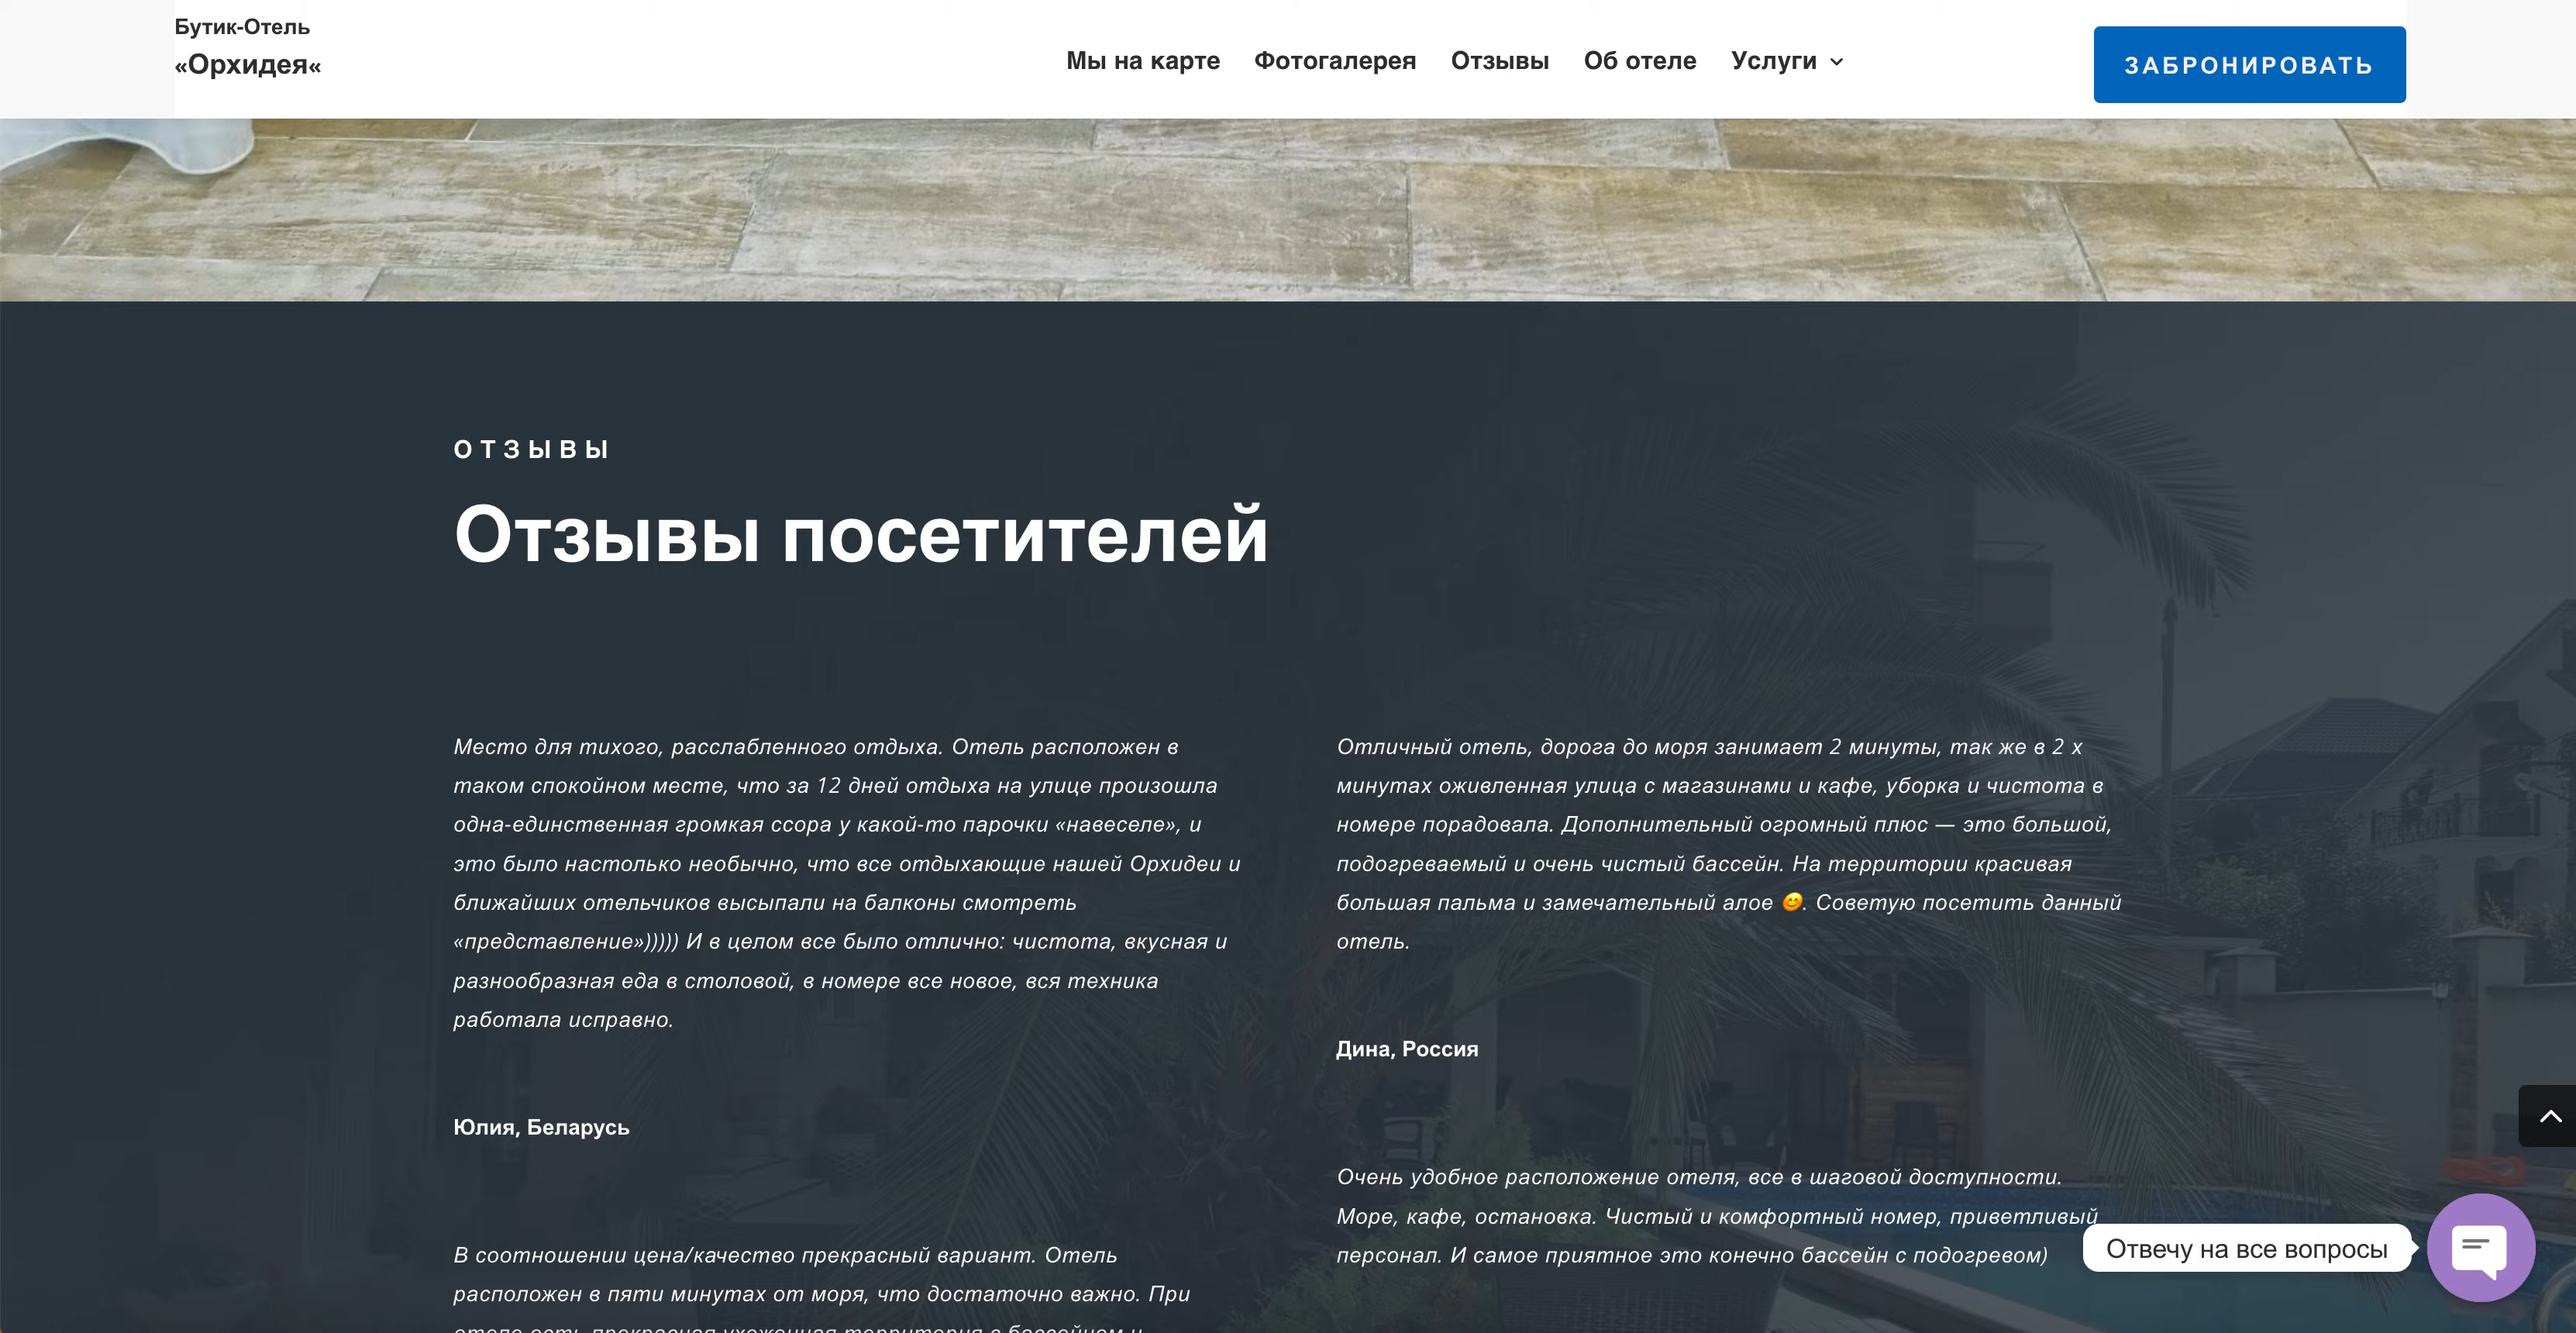 Бутик-Отель
«Орхидея«
Мы на карте Фотогалерея Отзывы Об отеле Услуги
ЗАБРОНИРОВАТЬ
ОТЗЫВЫ
Отзывы посетителей
Место для тихого, расслабленного отдыха. Отель расположен в
таком спокойном месте, что за 12 дней отдыха на улице произошла
одна-единственная громкая ссора у какой-то парочки «навеселе», и
это было настолько необычно, что все отдыхающие нашей Орхидеи и
ближайших отельчиков высыпали на балконы смотреть
«представление»))))) И в целом все было отлично: чистота, вкусная и
разнообразная еда в столовой, в номере все новое, вся техника
работала исправно.
Юлия, Беларусь
В соотношении цена/качество прекрасный вариант. Отель
расположен в пяти минутах от моря, что достаточно важно. При
отеле есть прекрасная ухоженная территория с бассейном и
Отличный отель, дорога до моря занимает 2 минуты, так же в 2 х
минутах оживленная улица с магазинами и кафе, уборка и чистота в
номере порадовала. Дополнительный огромный плюс — это большой,
подогреваемый и очень чистый бассейн. На территории красивая
большая пальма и замечательный алое 😊. Советую посетить данный
отель.
Дина, Россия
Очень удобное расположение отеля, все в шаговой доступности.
Море, кафе, остановка. Чистый и комфортный номер, приветливый
персонал. И самое приятное это конечно бассейн с подогревом)
Отвечу на все вопросы